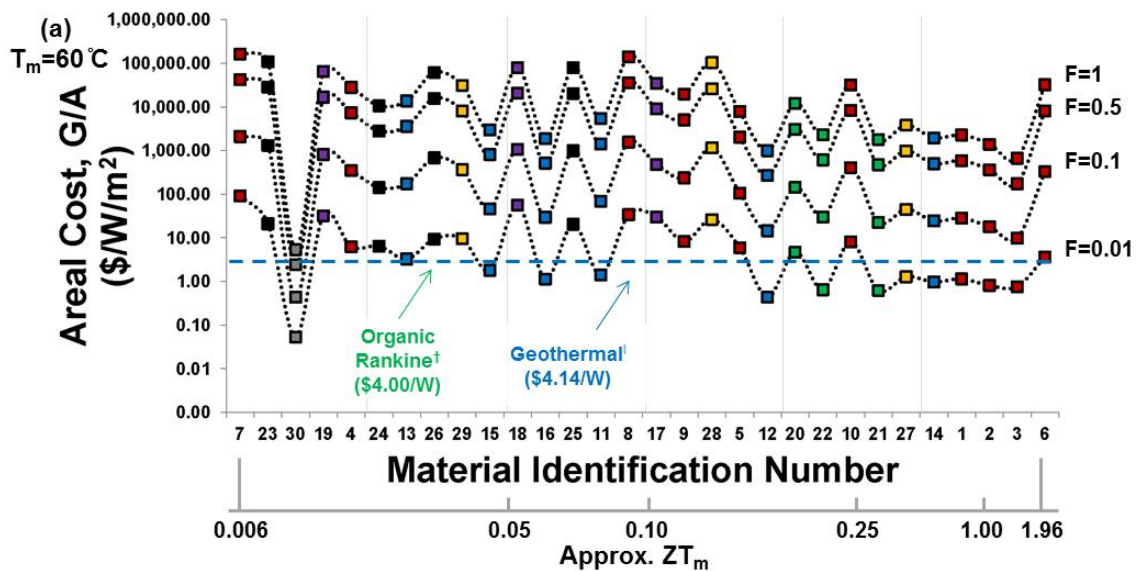 (a)
Tm=60℃
Areal Cost, G/A
($/W/m²)
1,000,000.00
100,000.00
10,000.00
1,000.00
100.00
10.00
1.00
0.10
0.01
0.00
F=1
F=0.5
F=0.1
F=0.01
Organic
Rankine†
($4.00/W)
Geothermal
($4.14/W)
7 23 30 19 4 24 13 26 29 15 18 16 25 11 8 17 9 28 5 12 20 22 10 21 27 14 1 2 3 6
Material Identification Number
0.006 0.05 0.10 0.25 1.00 1.96
Approx. ZTm